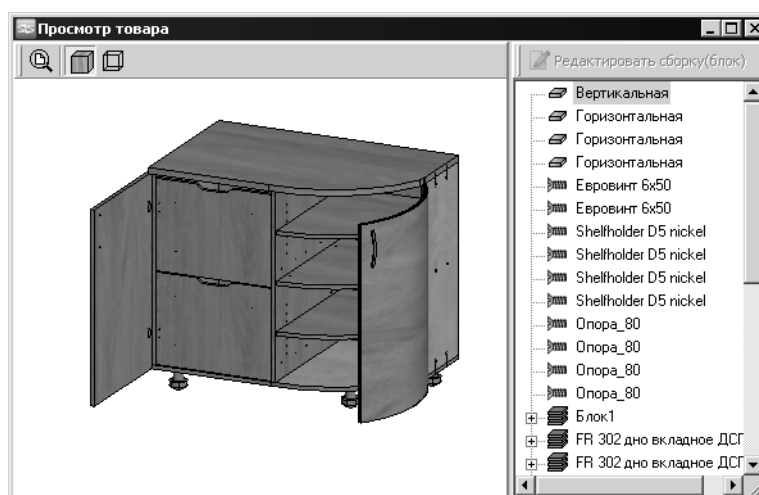 Просмотр товара
Редактировать сборку(блок)
Вертикальная
Горизонтальная
Горизонтальная
Горизонтальная
Евровинт 6x50
Евровинт 6x50
Shelfholder D5 nickel
Shelfholder D5 nickel
Shelfholder D5 nickel
Shelfholder D5 nickel
Опора_80
Опора_80
Опора_80
Опора_80
Блок1
FR 302 дно вкладное ДСП
FR 302 дно вкладное ДСП